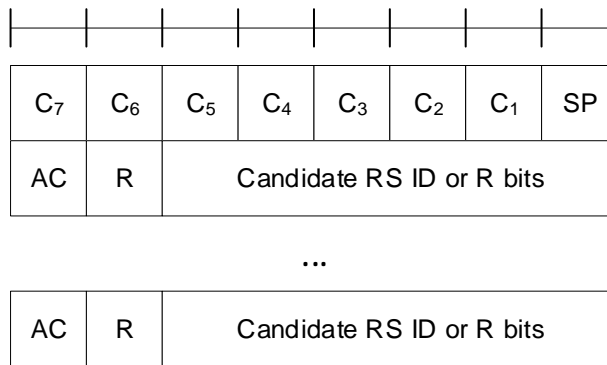 C₇ C₆ C₅ C₄ C₃ C₂ C₁ SP
AC R Candidate RS ID or R bits
...
AC R Candidate RS ID or R bits